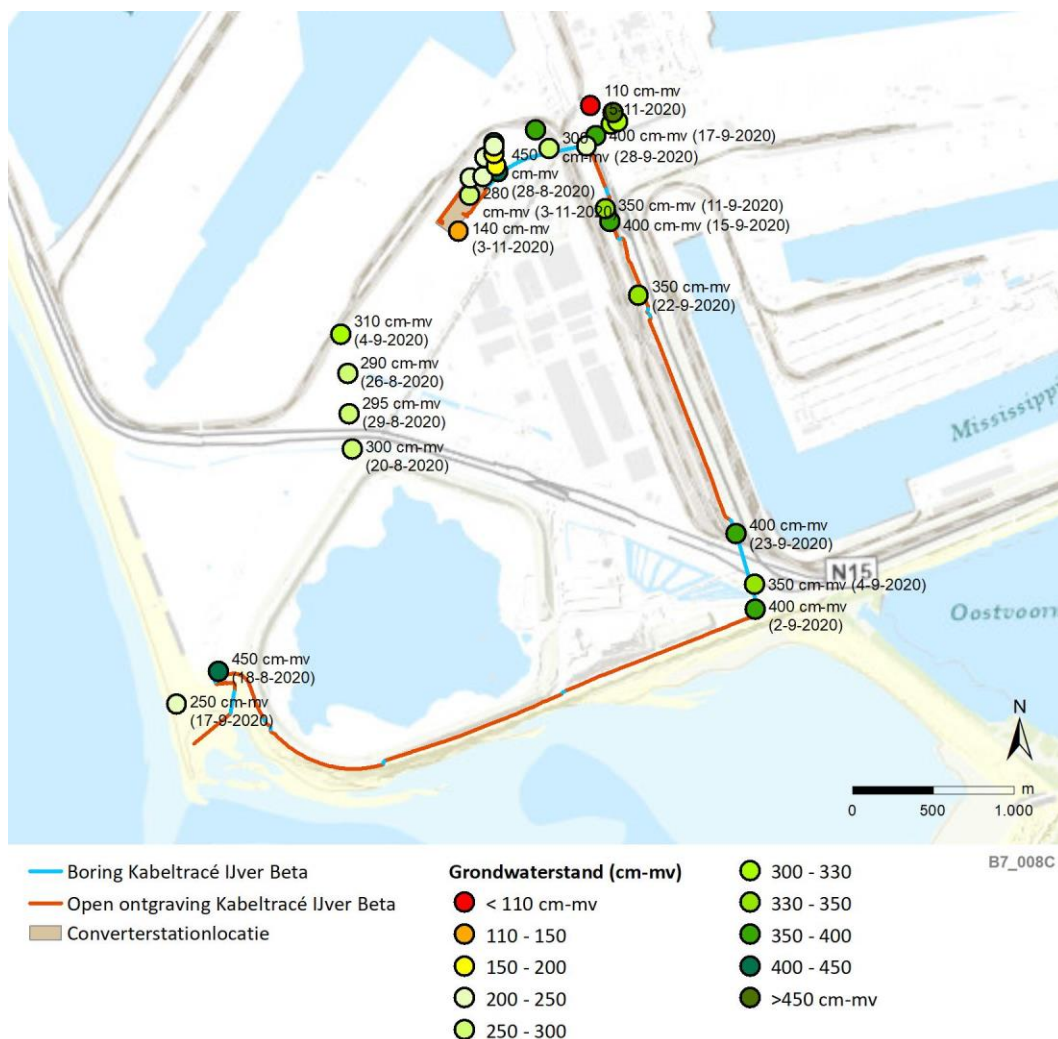 110 cm-mv
(5-11-2020)
400 cm-mv (17-9-2020)
300
cm-mv (28-9-2020)
450
cm-mv
(28-8-2020)
280
cm-mv (3-11-2020)
140 cm-mv
(3-11-2020)
350 cm-mv (11-9-2020)
400 cm-mv (15-9-2020)
350 cm-mv
(22-9-2020)
310 cm-mv
(4-9-2020)
290 cm-mv
(26-8-2020)
295 cm-mv
(29-8-2020)
300 cm-mv
(20-8-2020)
Mississippi
400 cm-mv
(23-9-2020)
N15
350 cm-mv (4-9-2020)
400 cm-mv
(2-9-2020)
Oostvoorn
450 cm-mv
(18-8-2020)
250 cm-mv
(17-9-2020)
N
m
0 500 1.000
B7_008C
Boring Kabeltracé IJver Beta
Open ontgraving Kabeltracé IJver Beta
Converterstationlocatie
Grondwaterstand (cm-mv)
< 110 cm-mv
110 - 150
150 - 200
200 - 250
250 - 300
300 - 330
330 - 350
350 - 400
400 - 450
>450 cm-mv